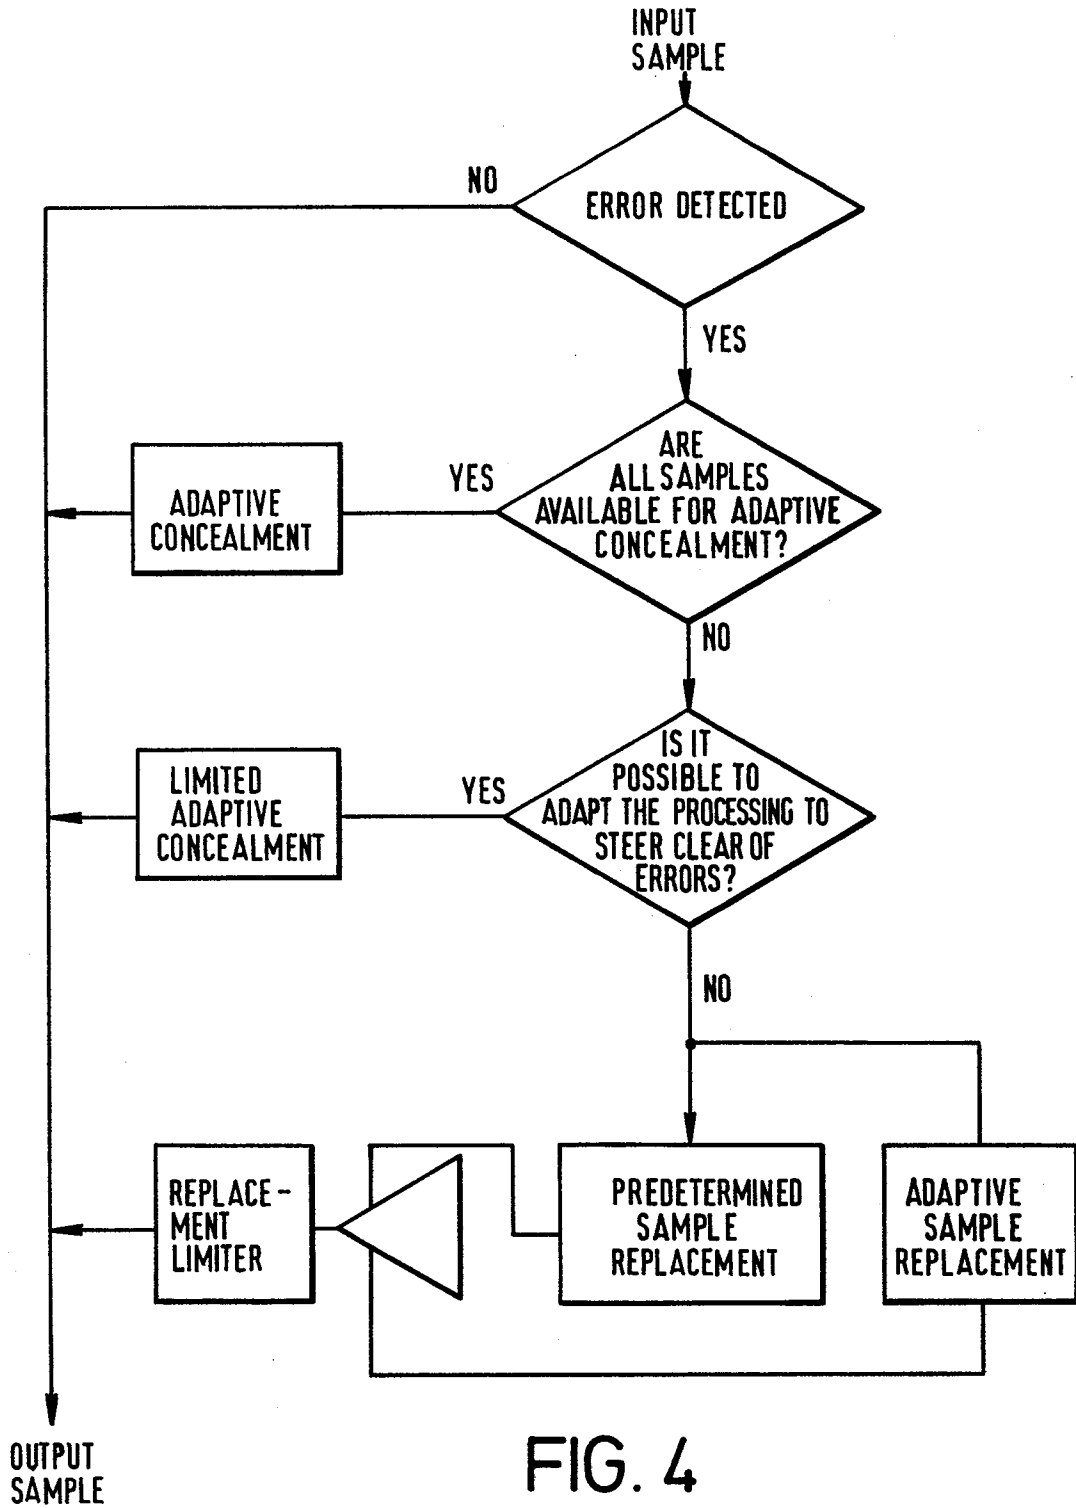 INPUT
SAMPLE
NO
ERROR DETECTED
YES
ARE
ALL SAMPLES
AVAILABLE FOR ADAPTIVE
CONCEALMENT?
YES
ADAPTIVE
CONCEALMENT
NO
IS IT
POSSIBLE TO
ADAPT THE PROCESSING TO
STEER CLEAR OF
ERRORS?
YES
LIMITED
ADAPTIVE
CONCEALMENT
NO
REPLACE-
MENT
LIMITER
PREDETERMINED
SAMPLE
REPLACEMENT
ADAPTIVE
SAMPLE
REPLACEMENT
OUTPUT
SAMPLE
FIG. 4